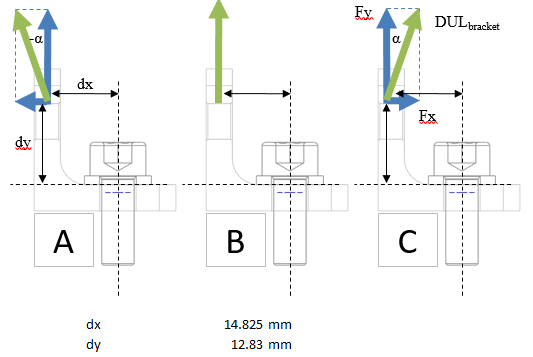 -α
dx
dy
A
B
Fy
α
DULbracket
Fx
C
dx 14.825 mm
dy 12.83 mm